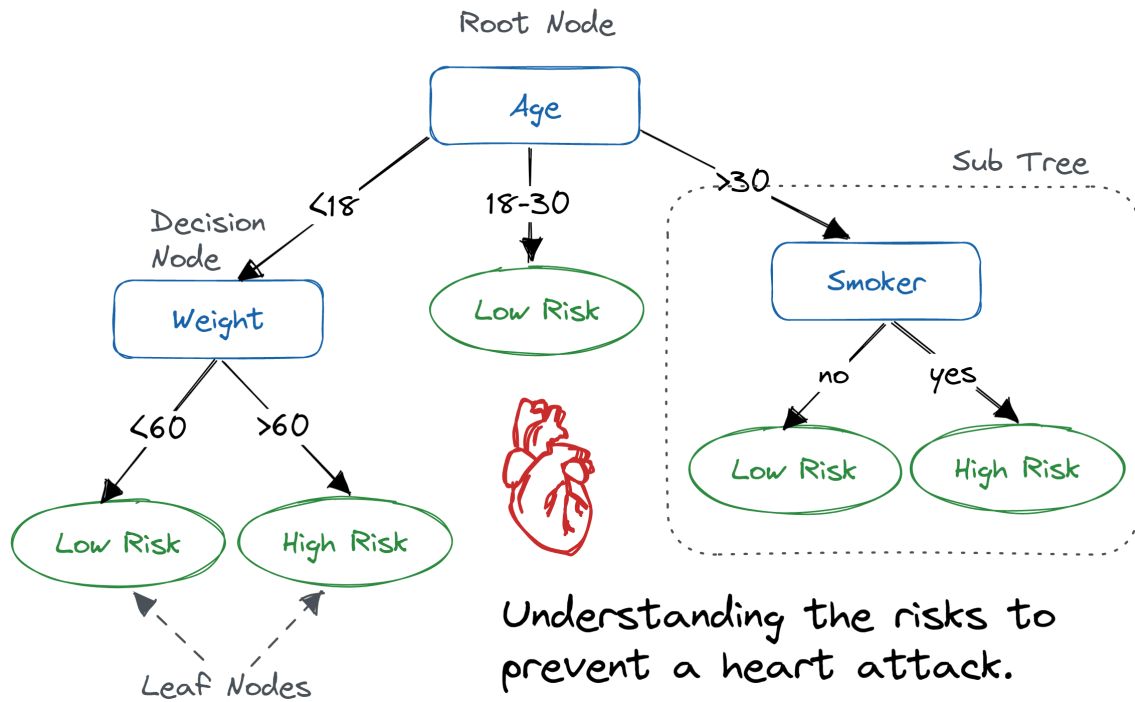 Root Node
Age
Sub Tree
<18
18-30
>30
Decision
Node
Weight
Low Risk
Smoker
<60
>60
no
yes
Low Risk
High Risk
Low Risk
High Risk
Leaf Nodes
Understanding the risks to
prevent a heart attack.